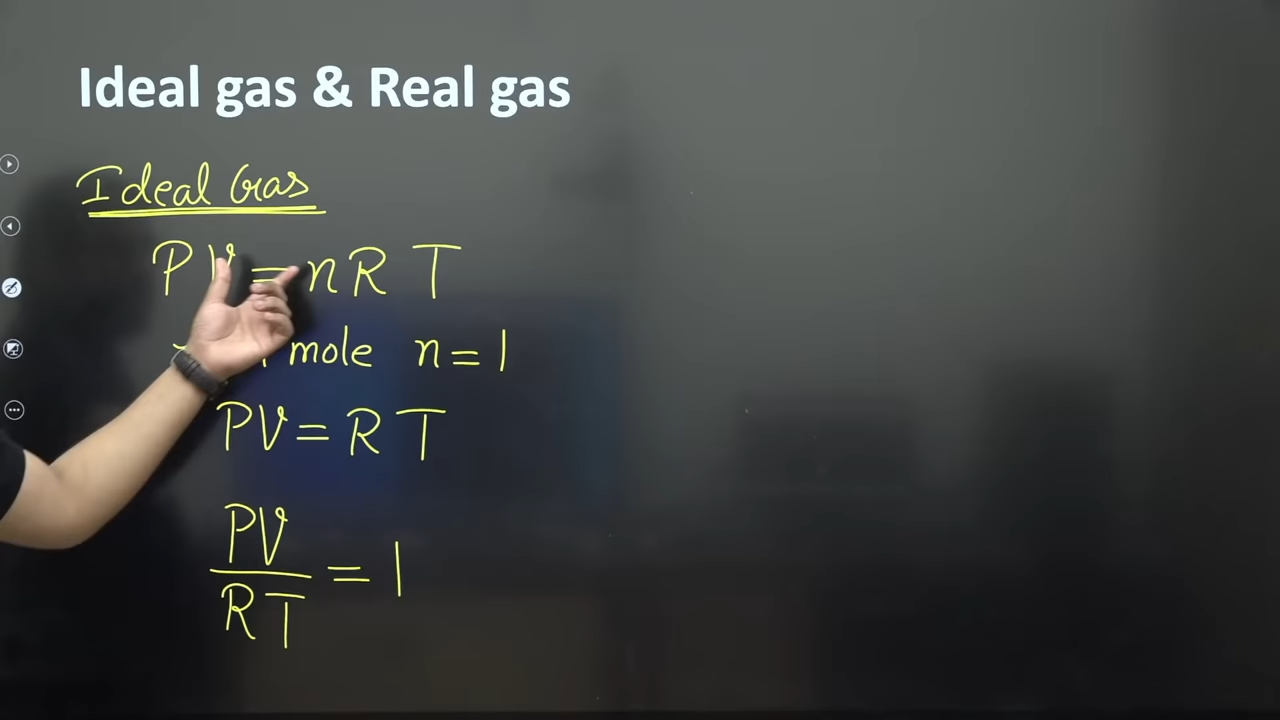 Ideal gas & Real gas
Ideal Gas
PV = nRT
mole n = 1
PV = RT
PV
RT = 1